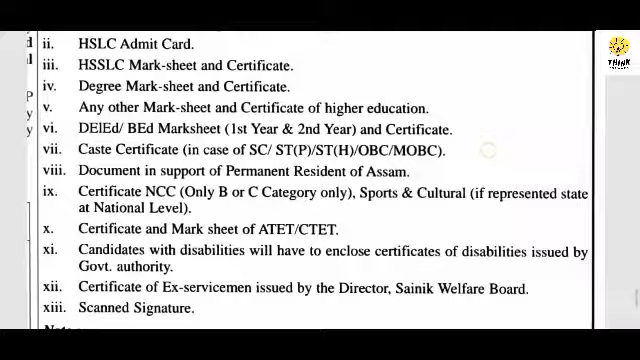 ii. HSLC Admit Card.
iii. HSSLC Mark-sheet and Certificate.
iv. Degree Mark-sheet and Certificate.
v. Any other Mark-sheet and Certificate of higher education.
vi. DElEd/ BEd Marksheet (1st Year & 2nd Year) and Certificate.
vii. Caste Certificate (in case of SC/ ST(P)/ST(H)/OBC/MOBC).
viii. Document in support of Permanent Resident of Assam.
ix. Certificate NCC (Only B or C Category only), Sports & Cultural (if represented state
at National Level).
x. Certificate and Mark sheet of ATET/CTET.
xi. Candidates with disabilities will have to enclose certificates of disabilities issued by
Govt. authority.
xii. Certificate of Ex-servicemen issued by the Director, Sainik Welfare Board.
xiii. Scanned Signature.
THINK